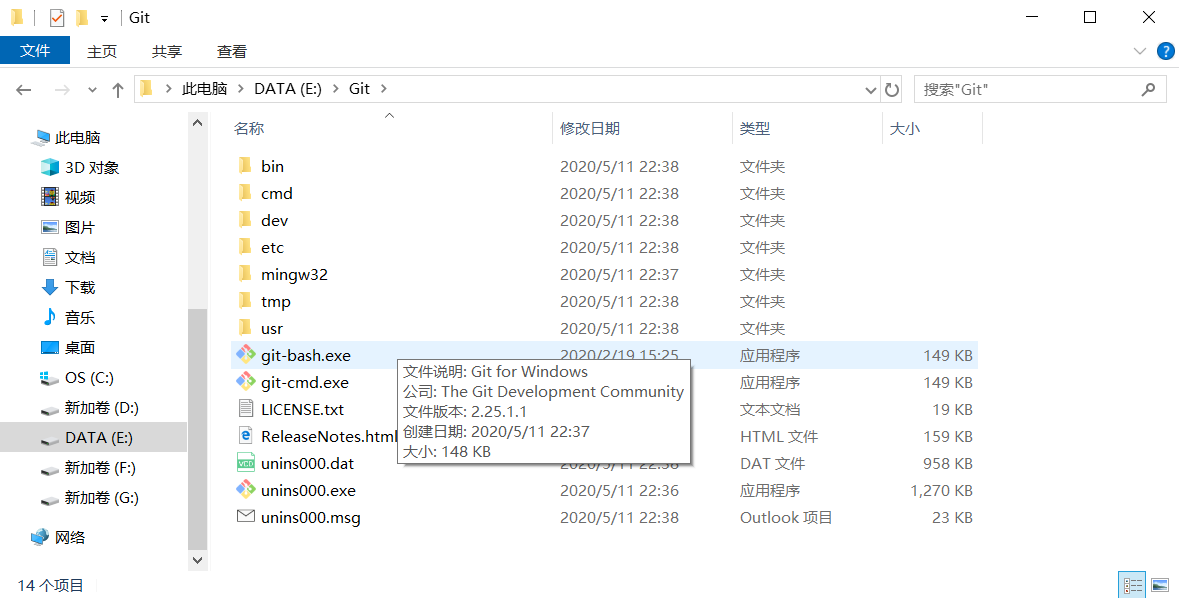 Git
文件 主页 共享 查看
此电脑 DATA (E:) Git 搜索"Git"
名称 修改日期 类型 大小
此电脑
3D 对象
视频
图片
文档
下载
音乐
桌面
OS (C:)
新加卷 (D:)
DATA (E:)
新加卷 (F:)
新加卷 (G:)
网络
bin 2020/5/11 22:38 文件夹
cmd 2020/5/11 22:38 文件夹
dev 2020/5/11 22:38 文件夹
etc 2020/5/11 22:38 文件夹
mingw32 2020/5/11 22:37 文件夹
tmp 2020/5/11 22:38 文件夹
usr 2020/5/11 22:38 文件夹
git-bash.exe 2020/2/19 15:25 应用程序 149 KB
git-cmd.exe 应用程序 149 KB
LICENSE.txt 文本文档 19 KB
ReleaseNotes.html HTML 文件 159 KB
unins000.dat 2020/5/11 22:38 DAT 文件 958 KB
unins000.exe 2020/5/11 22:36 应用程序 1,270 KB
unins000.msg 2020/5/11 22:38 Outlook 项目 23 KB
文件说明: Git for Windows
公司: The Git Development Community
文件版本: 2.25.1.1
创建日期: 2020/5/11 22:37
大小: 148 KB
14 个项目